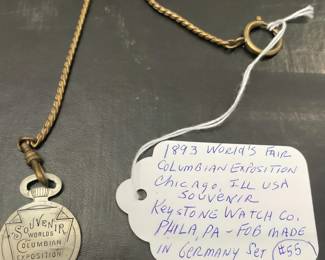 SOUVENIR
WORLDS
COLUMBIAN
EXPOSITION
1893 WORLD'S FAIR
COLUMBIAN EXPOSITION
Chicago, ILL USA
SOUVENIR
KEYSTONE WATCH CO.
PHILA, PA - FOB MADE
IN GERMANY SET $55